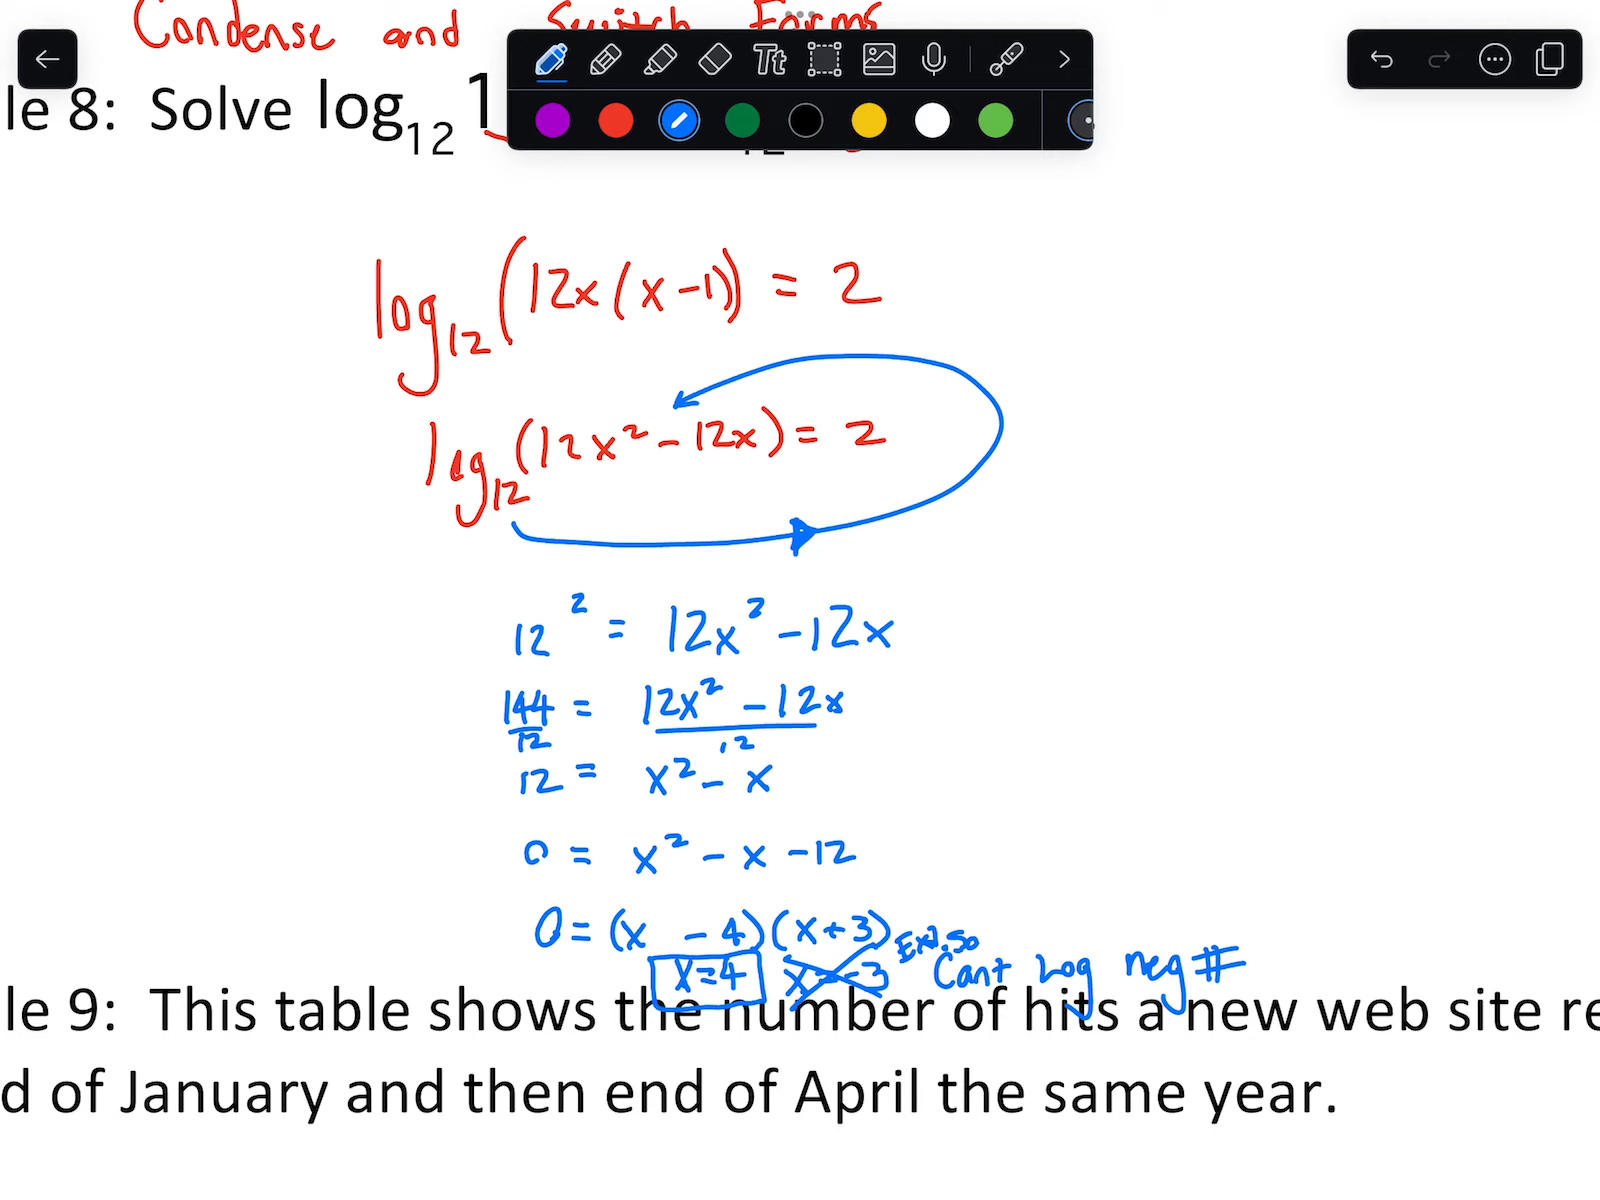 Condense and Switch Forms
Tt
le 8: Solve log₁₂ 1
12
log₁₂(12x(x-1)) = 2
log₁₂(12x²-12x) = 2
12² = 12x²-12x
144/12 = 12x² - 12x/12
12 = x² - x
0 = x² - x - 12
0 = (x - 4)(x+3)
x=4 x=-3 Can't Log neg #
le 9: This table shows the number of hits a new web site re
d of January and then end of April the same year.